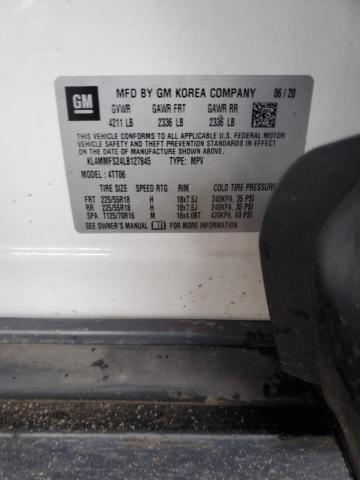 GM
MFD BY GM KOREA COMPANY 06 / 20
GVWR GAWR FRT GAWR RR
4211 LB 2336 LB 2336 LB
THIS VEHICLE CONFORMS TO ALL APPLICABLE U.S. FEDERAL MOTOR
VEHICLE SAFETY AND THEFT PREVENTION STANDARDS IN EFFECT ON
THE DATE OF MANUFACTURE SHOWN ABOVE.
KL4MMFS24LB127845 TYPE: MPV
MODEL: 4TT06
TIRE SIZE SPEED RTG RIM COLD TIRE PRESSURE
FRT 225/55R18 H 18x7.5J 240KPA, 35 PSI
RR 225/55R18 H 18x7.5J 240KPA, 35 PSI
SPA T125/70R16 M 16x4.00T 420KPA, 60 PSI
SEE OWNER'S MANUAL FOR ADDITIONAL INFORMATION.